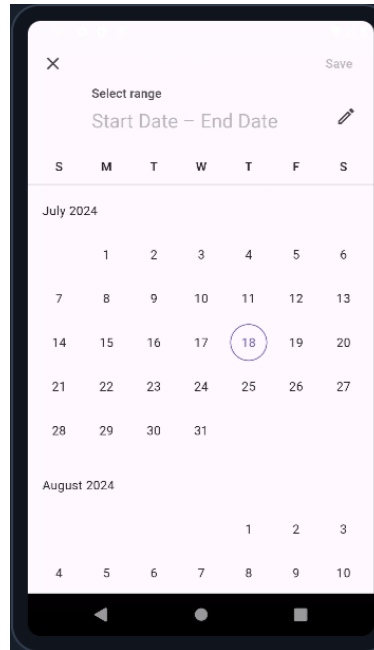 Save
Select range
Start Date – End Date
S M T W T F S
July 2024
1 2 3 4 5 6
7 8 9 10 11 12 13
14 15 16 17 18 19 20
21 22 23 24 25 26 27
28 29 30 31
August 2024
1 2 3
4 5 6 7 8 9 10